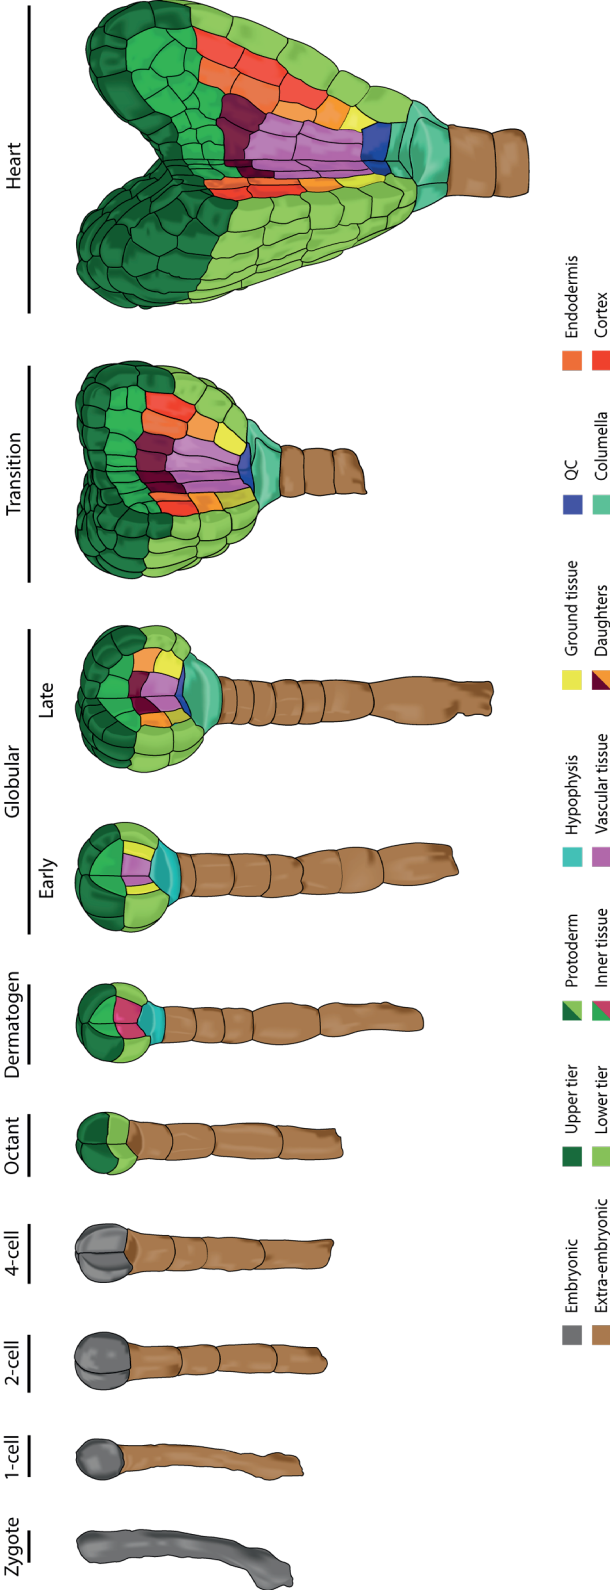 Zygote
1-cell
2-cell
4-cell
Octant
Dermatogen
Globular
Early
Late
Transition
Heart
Embryonic
Upper tier
Protoderm
Hypophysis
Ground tissue
QC
Endodermis
Extra-embryonic
Lower tier
Inner tissue
Vascular tissue
Daughters
Columella
Cortex